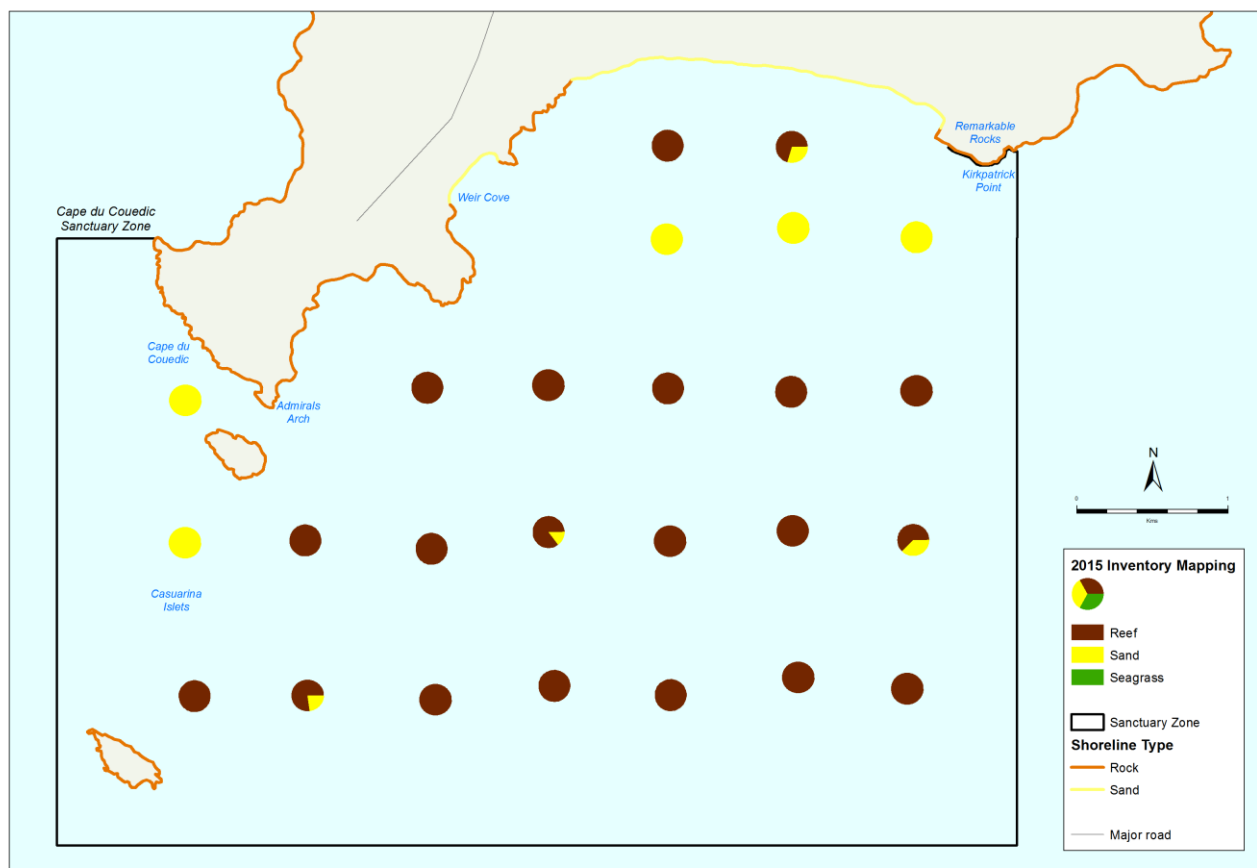 Remarkable
Rocks
Kirkpatrick
Point
Weir Cove
Cape du Couedic
Sanctuary Zone
Cape du
Couedic
Admirals
Arch
Casuarina
Islets
N
0
1
Kms
2015 Inventory Mapping
Reef
Sand
Seagrass
Sanctuary Zone
Shoreline Type
Rock
Sand
Major road